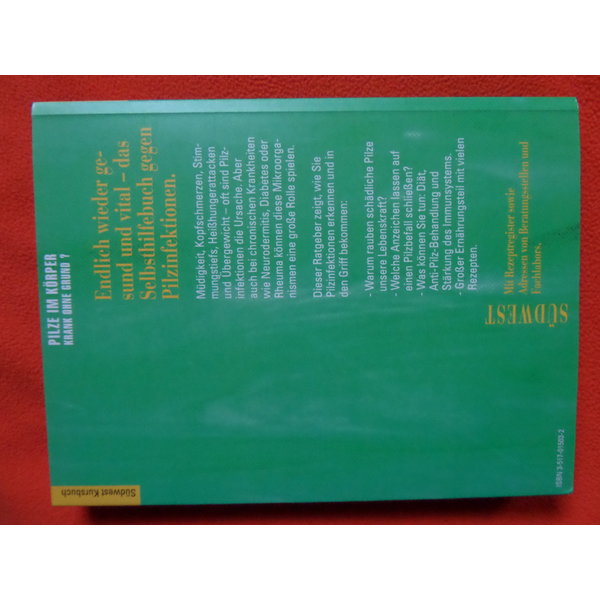 PILZE IM KÖRPER
KRANK OHNE GRUND ?
Südwest Kursbuch
Endlich wieder ge-
sund und vital – das
Selbsthilfebuch gegen
Pilzinfektionen.
Müdigkeit, Kopfschmerzen, Stim-
mungstiefs, Heißhungerattacken
und Übergewicht – oft sind Pilz-
infektionen die Ursache. Aber
auch bei chronischen Krankheiten
wie Neurodermitis, Diabetes oder
Rheuma können diese Mikroorga-
nismen eine große Rolle spielen.
Dieser Ratgeber zeigt, wie Sie
Pilzinfektionen erkennen und in
den Griff bekommen:
- Warum rauben schädliche Pilze
unsere Lebenskraft?
- Welche Anzeichen lassen auf
einen Pilzbefall schließen?
- Was können Sie tun: Diät,
Anti-Pilz-Behandlung und
Stärkung des Immunsystems.
- Großer Ernährungsteil mit vielen
Rezepten.
Mit Rezeptregister sowie
Adressen von Beratungsstellen und
Fachlabors.
SÜDWEST
ISBN 3-517-01503-2